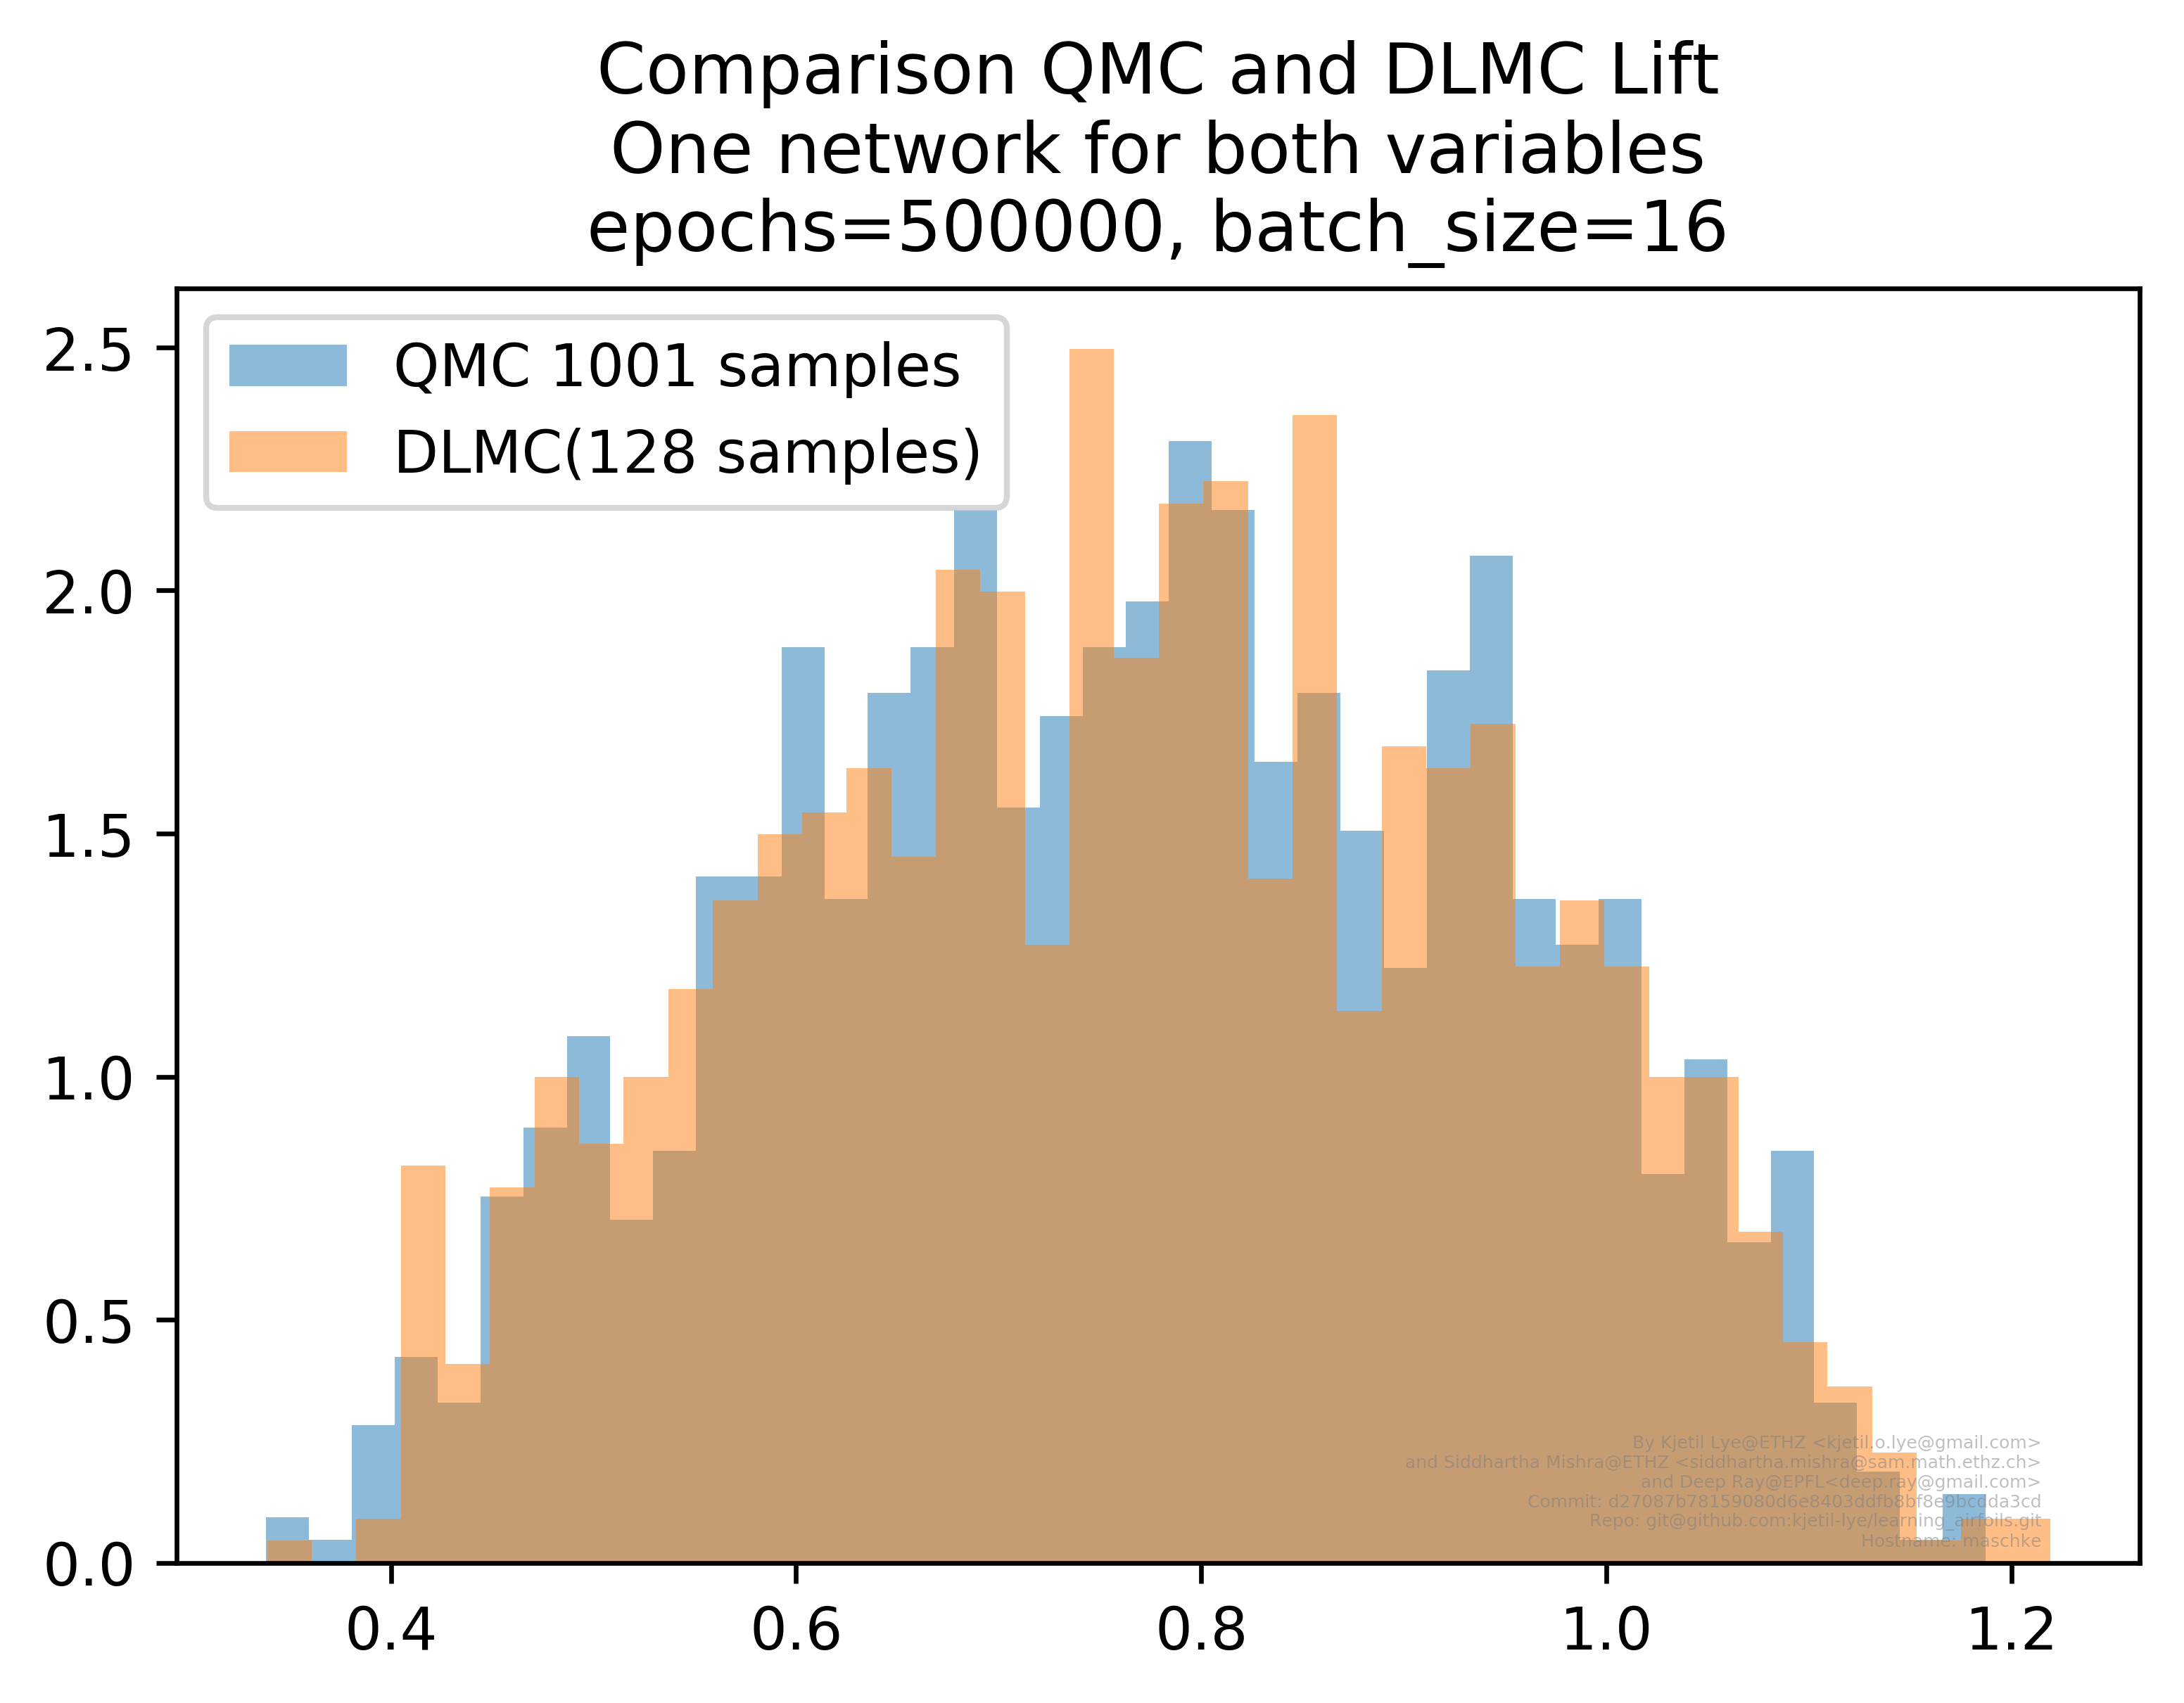 Comparison QMC and DLMC Lift
One network for both variables
epochs=500000, batch_size=16
2.5
2.0
1.5
1.0
0.5
0.0
QMC 1001 samples
DLMC(128 samples)
By Kjetil Lye@ETHZ <kjetil.o.lye@gmail.com>
and Siddhartha Mishra@ETHZ <siddhartha.mishra@sam.math.ethz.ch>
and Deep Ray@EPFL<deep.ray@gmail.com>
Commit: d27087b78159080d6e8403ddfb8bf8e9bcdda3cd
Repo: git@github.com:kjetil-lye/learning_airfoils.git
Hostname: maschke
0.4 0.6 0.8 1.0 1.2